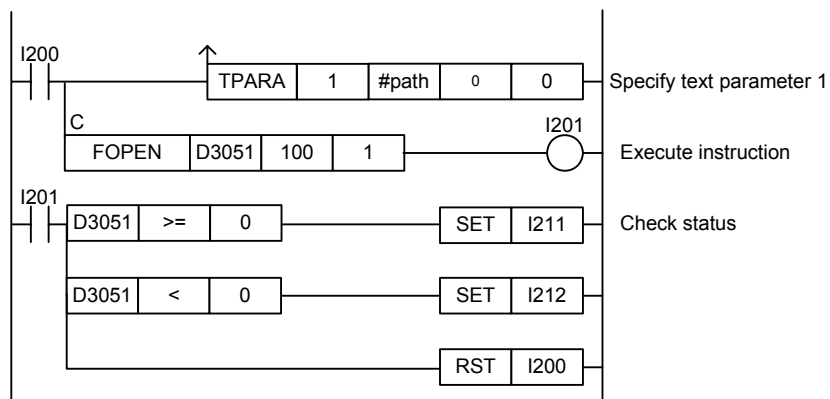 I200
TPARA 1 #path 0 0 Specify text parameter 1
C
I201
FOPEN D3051 100 1 Execute instruction
I201
D3051 >= 0 SET I211 Check status
D3051 < 0 SET I212
RST I200